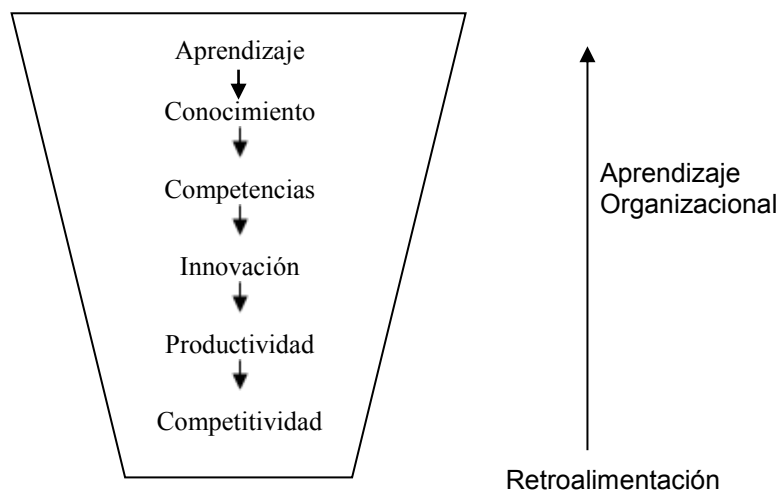 Aprendizaje
Conocimiento
Competencias
Innovación
Productividad
Competitividad
Aprendizaje
Organizacional
Retroalimentación